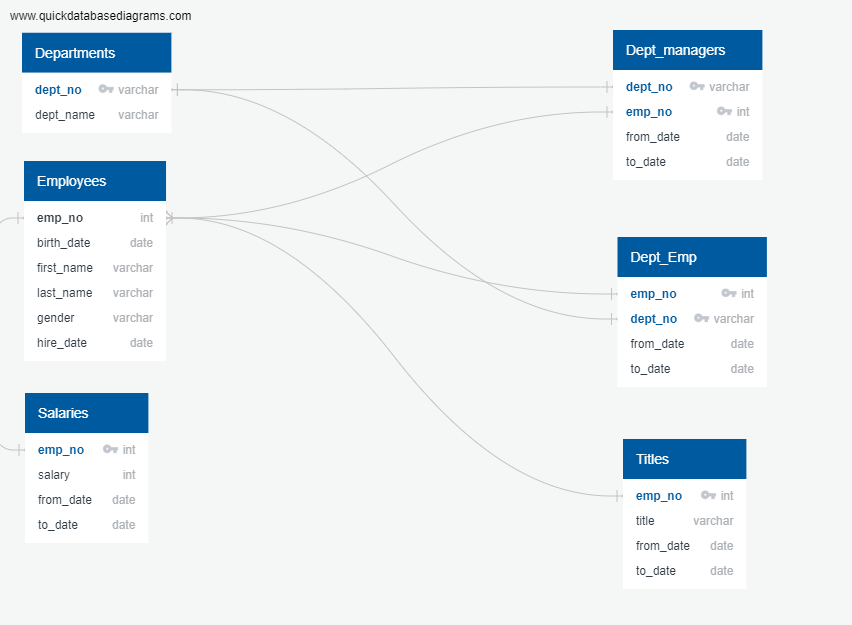 www.quickdatabasediagrams.com
Departments
dept_no varchar
dept_name varchar
Employees
emp_no int
birth_date date
first_name varchar
last_name varchar
gender varchar
hire_date date
Salaries
emp_no int
salary int
from_date date
to_date date
Dept_managers
dept_no varchar
emp_no int
from_date date
to_date date
Dept_Emp
emp_no int
dept_no varchar
from_date date
to_date date
Titles
emp_no int
title varchar
from_date date
to_date date